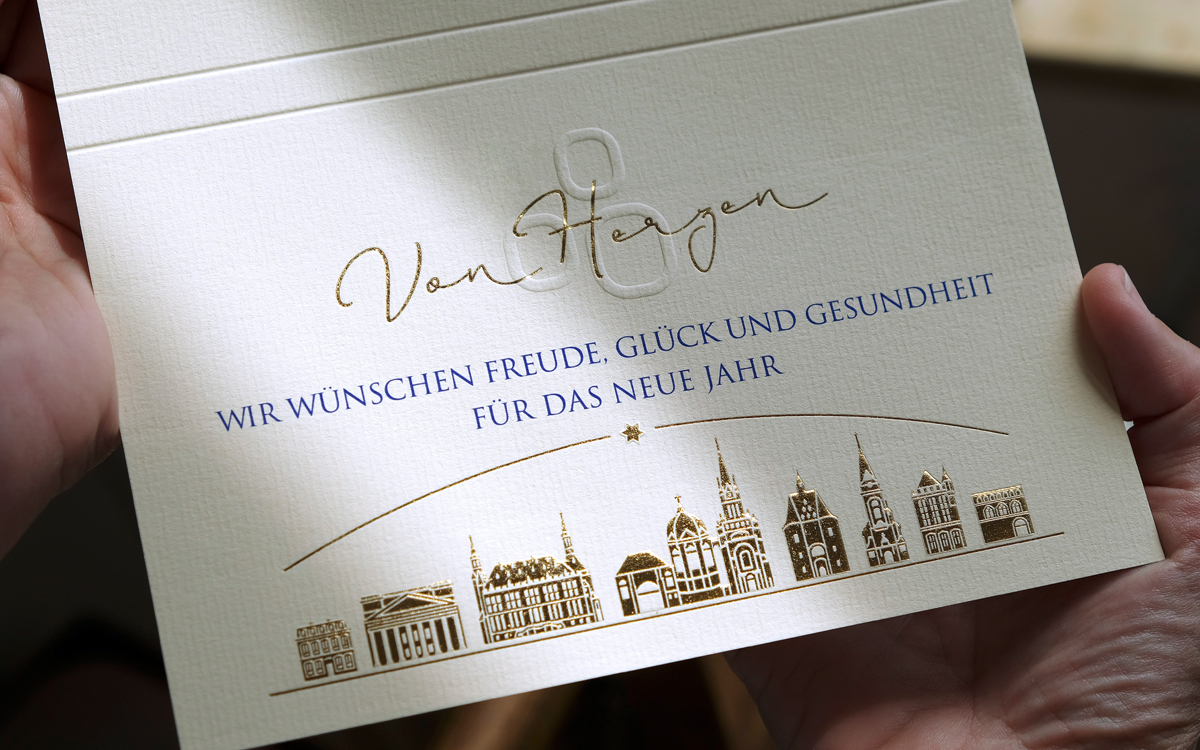 Von Herzen
WIR WÜNSCHEN FREUDE, GLÜCK UND GESUNDHEIT
FÜR DAS NEUE JAHR